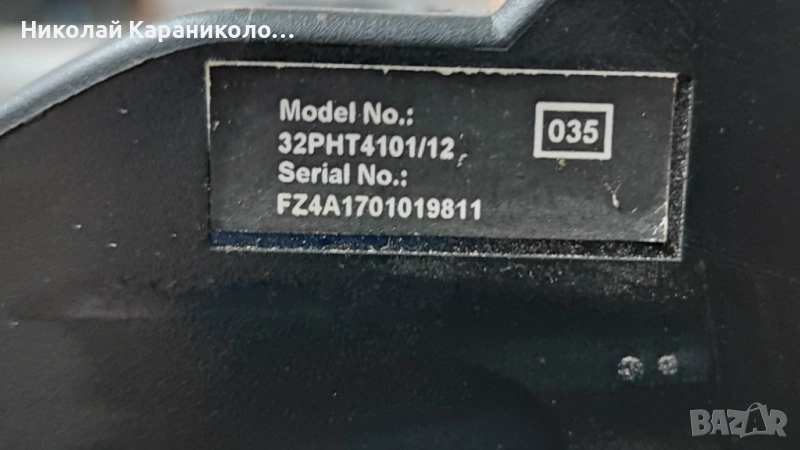 Николай Караниколо...
Model No.:
32PHT4101/12
035
Serial No.:
FZ4A1701019811
BAZAR